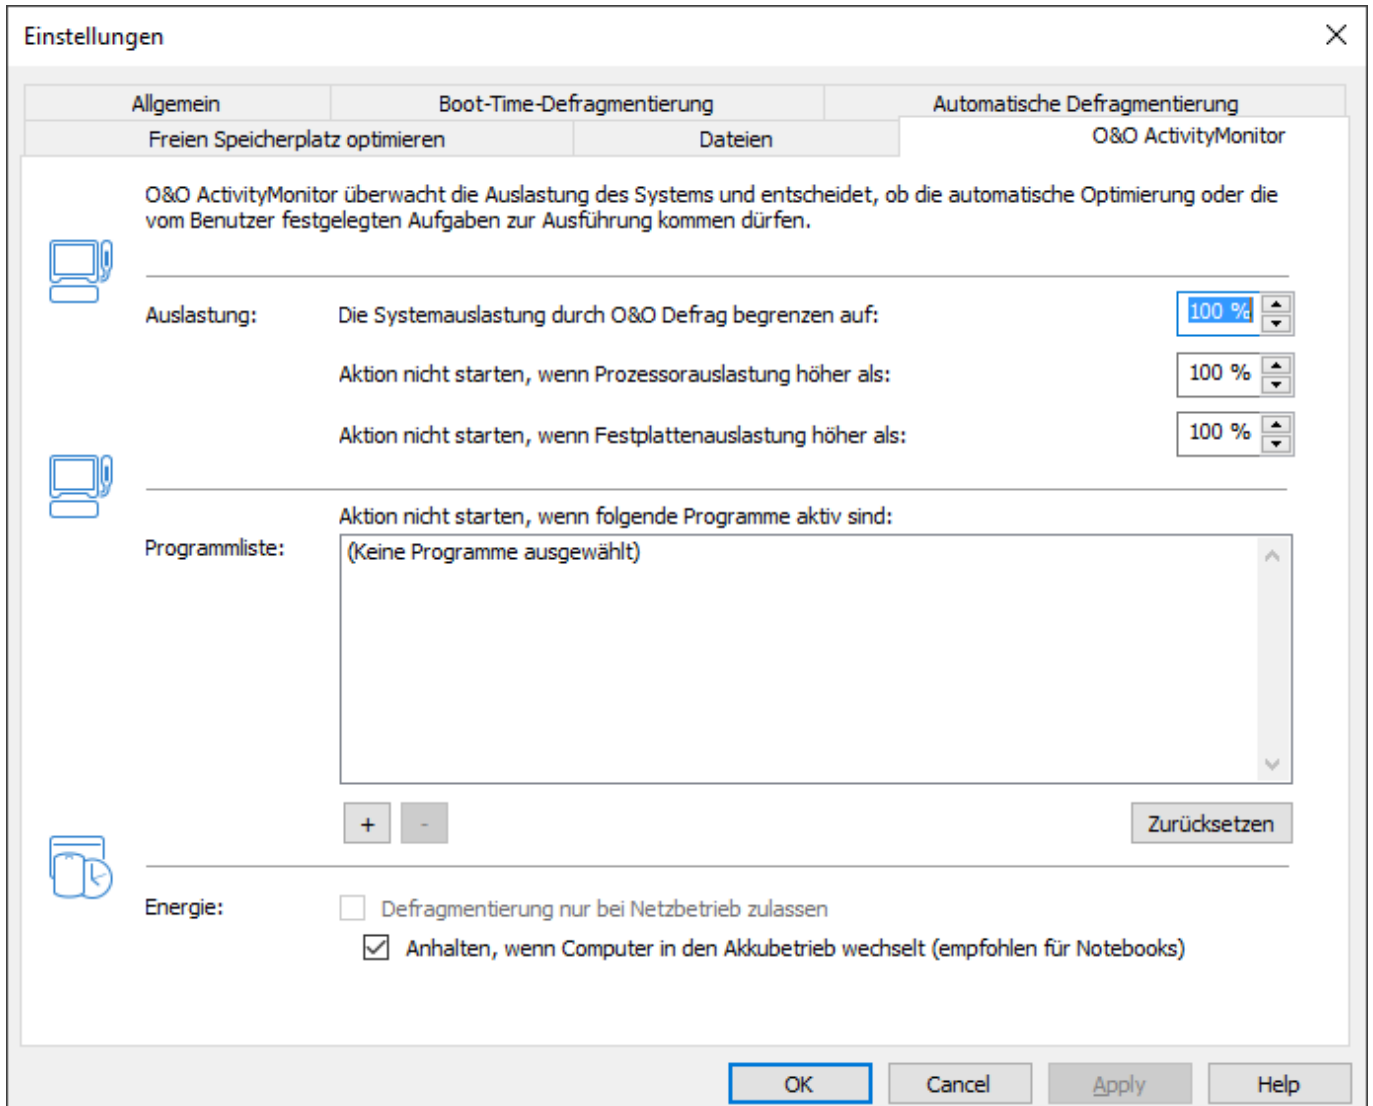 Einstellungen
Allgemein
Boot-Time-Defragmentierung
Automatische Defragmentierung
Freien Speicherplatz optimieren
Dateien
O&O ActivityMonitor
O&O ActivityMonitor überwacht die Auslastung des Systems und entscheidet, ob die automatische Optimierung oder die
vom Benutzer festgelegten Aufgaben zur Ausführung kommen dürfen.
Auslastung:
Die Systemauslastung durch O&O Defrag begrenzen auf:
100 %
Aktion nicht starten, wenn Prozessorauslastung höher als:
100 %
Aktion nicht starten, wenn Festplattenauslastung höher als:
100 %
Aktion nicht starten, wenn folgende Programme aktiv sind:
Programmliste:
(Keine Programme ausgewählt)
+
-
Zurücksetzen
Energie:
Defragmentierung nur bei Netzbetrieb zulassen
Anhalten, wenn Computer in den Akkubetrieb wechselt (empfohlen für Notebooks)
OK
Cancel
Apply
Help